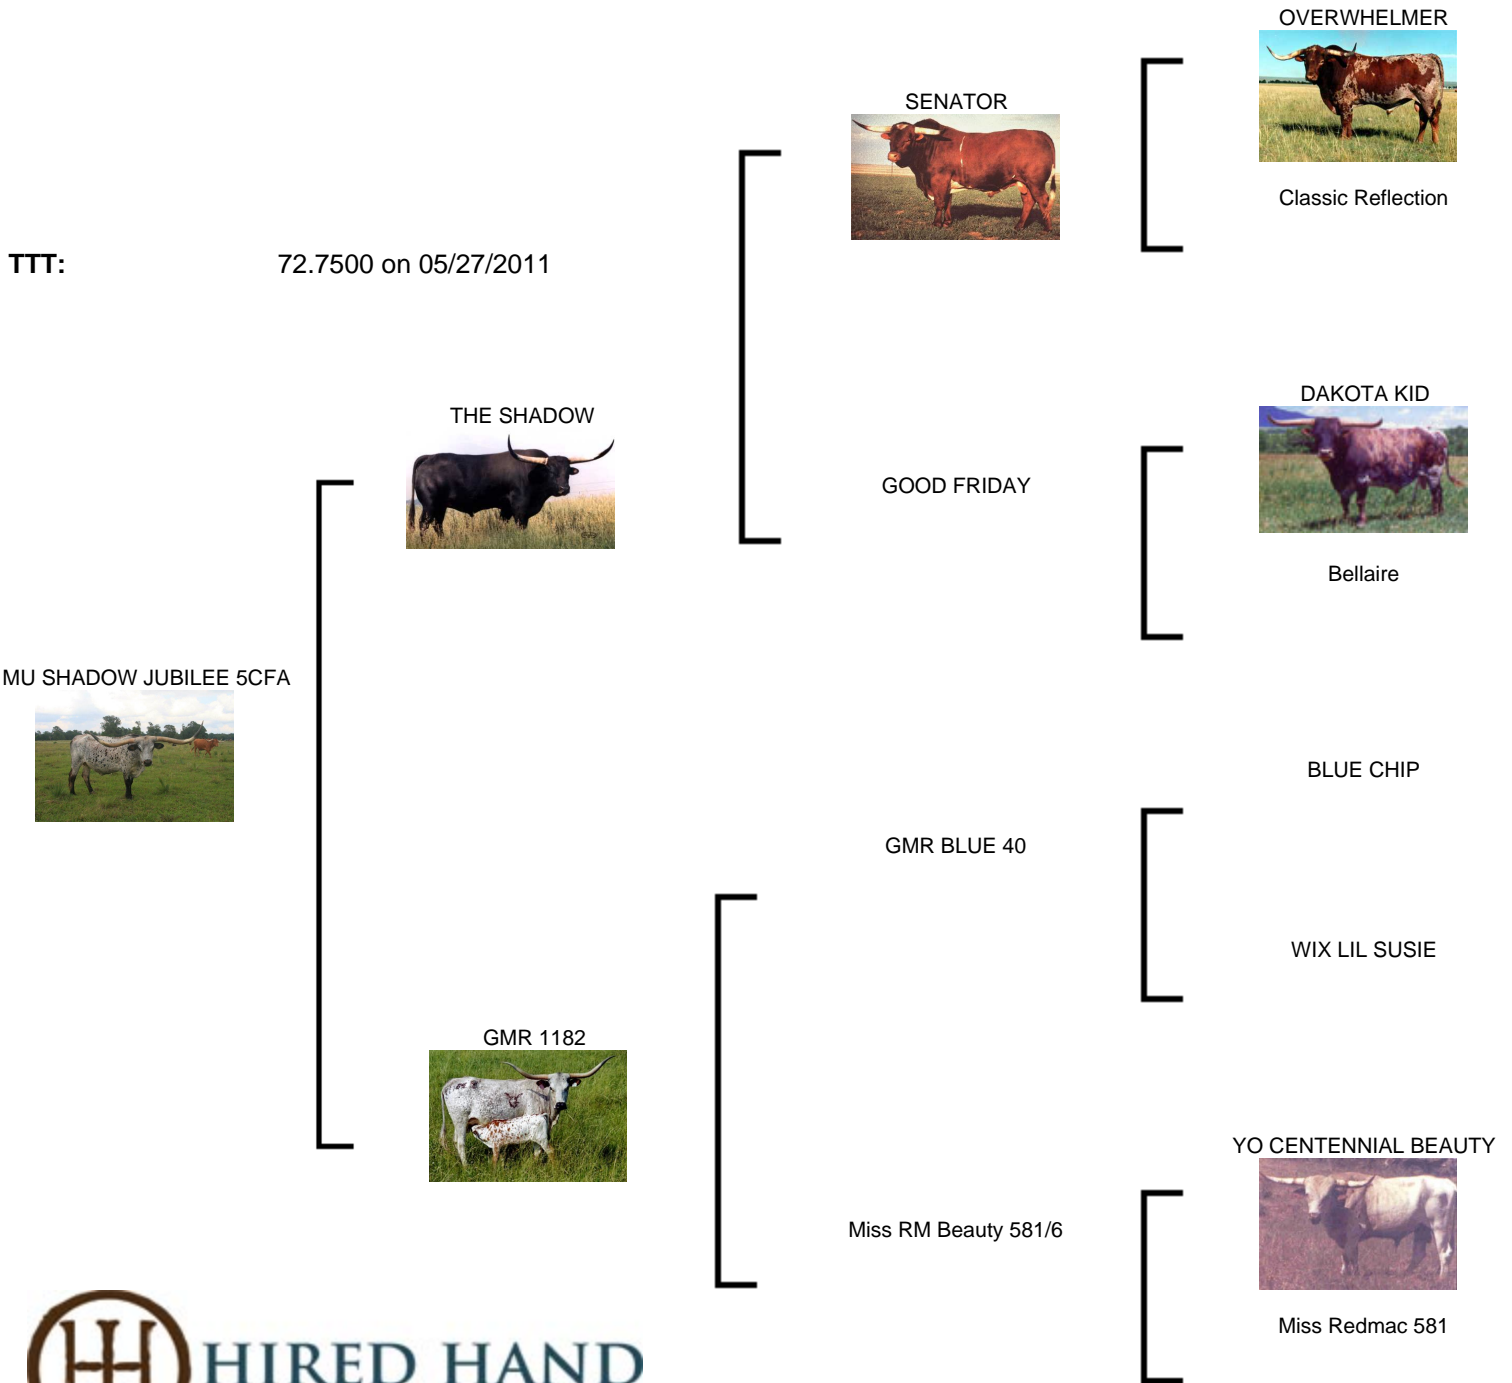 OVERWHELMER
SENATOR
Classic Reflection
TTT: 72.7500 on 05/27/2011
DAKOTA KID
THE SHADOW
GOOD FRIDAY
Bellaire
MU SHADOW JUBILEE 5CFA
BLUE CHIP
GMR BLUE 40
WIX LIL SUSIE
GMR 1182
YO CENTENNIAL BEAUTY
Miss RM Beauty 581/6
Miss Redmac 581
HIRED HAND